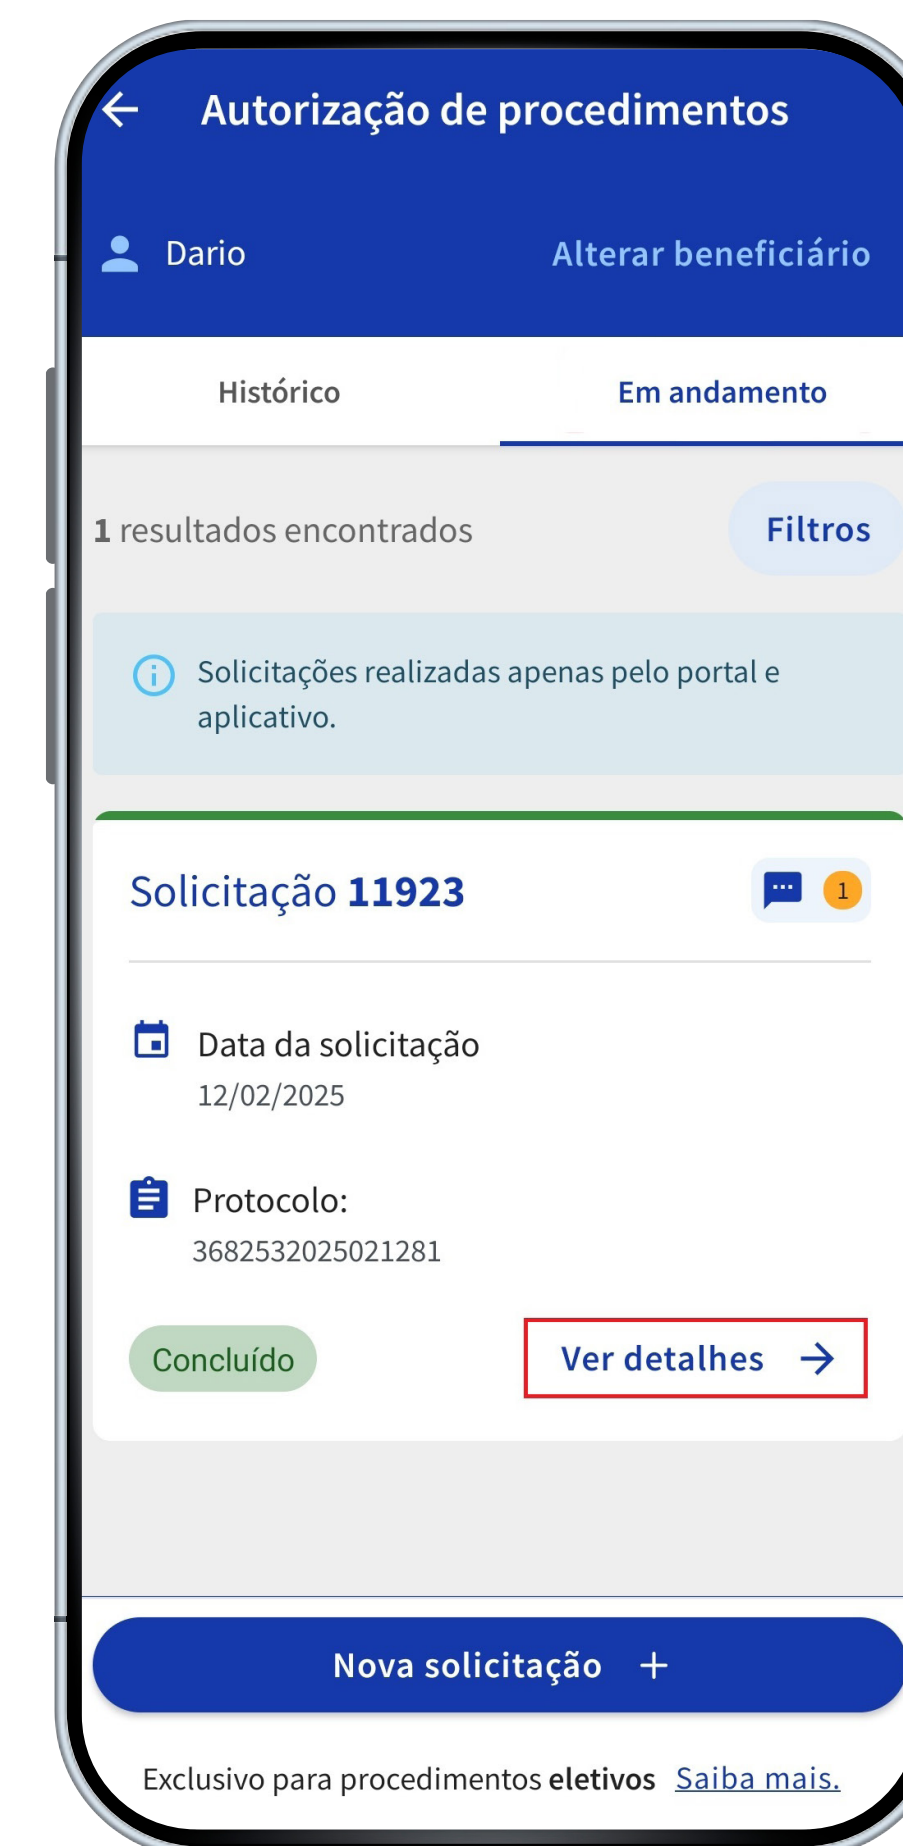 Autorização de procedimentos
Dario
Alterar beneficiário
Histórico
Em andamento
1 resultados encontrados
Filtros
Solicitações realizadas apenas pelo portal e
aplicativo.
Solicitação 11923
1
Data da solicitação
12/02/2025
Protocolo:
3682532025021281
Concluído
Ver detalhes
Nova solicitação +
Exclusivo para procedimentos eletivos Saiba mais.